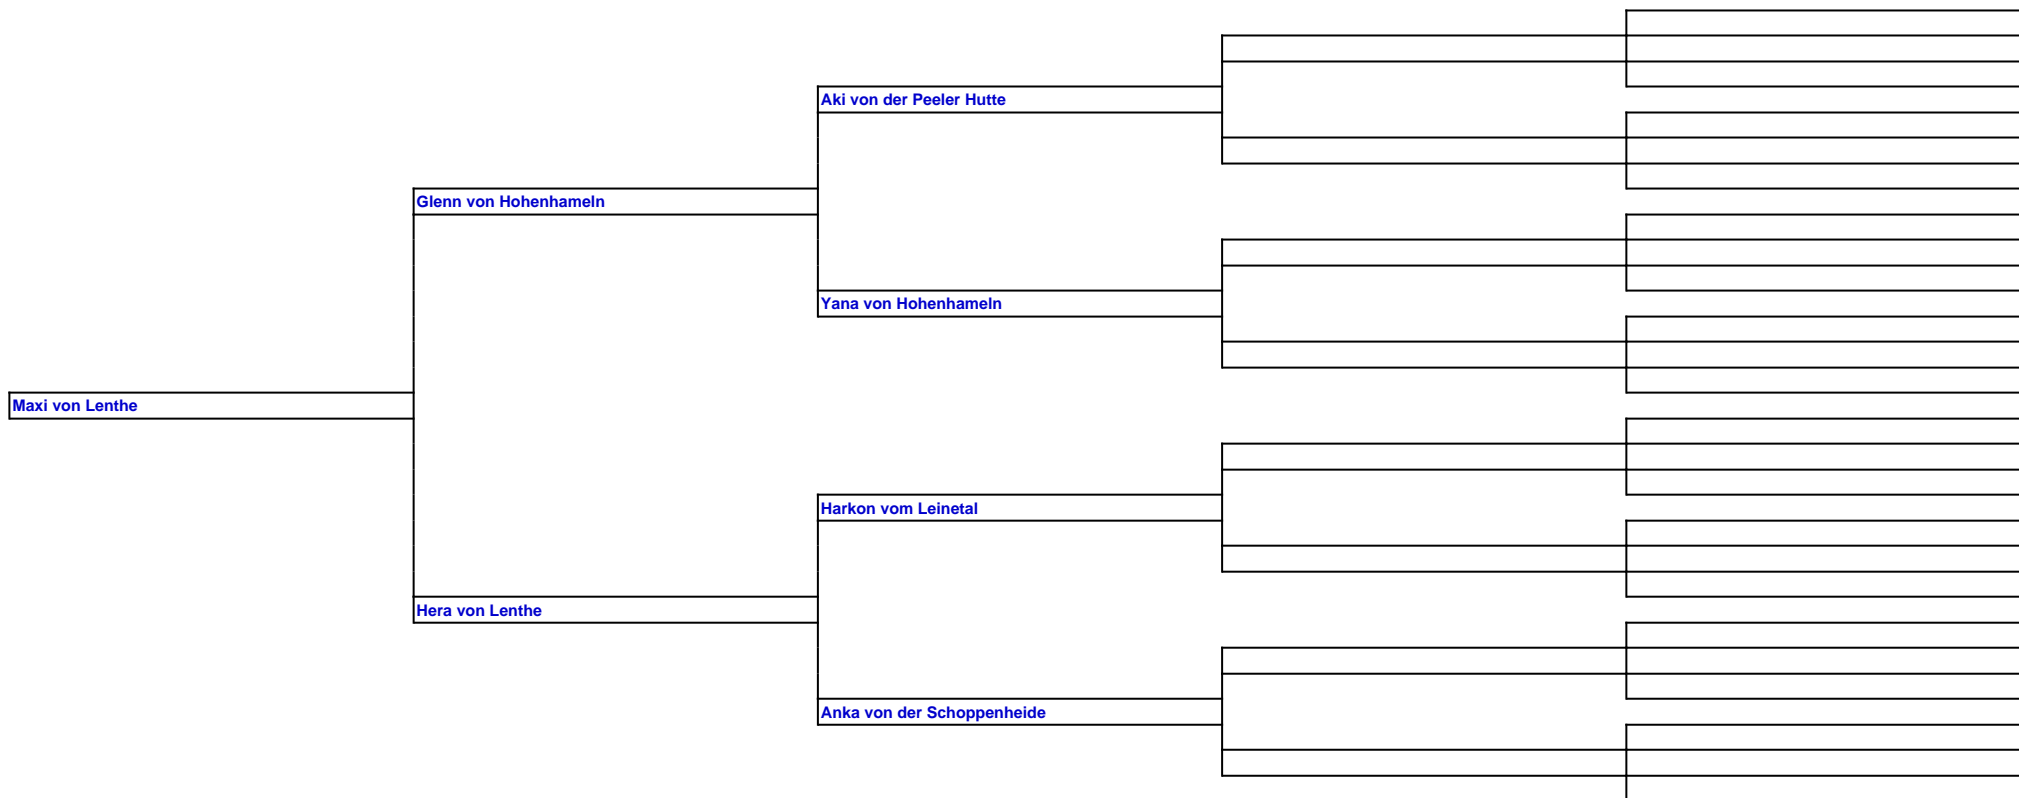 Aki von der Peeler Hutte
Glenn von Hohenhameln
Yana von Hohenhameln
Maxi von Lenthe
Harkon vom Leinetal
Hera von Lenthe
Anka von der Schoppenheide